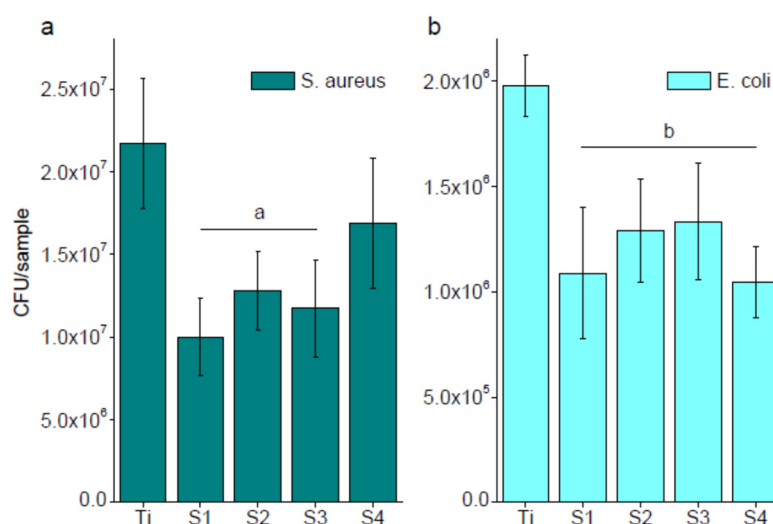 a
S. aureus
CFU/sample
2.5x10⁷
2.0x10⁷
1.5x10⁷
1.0x10⁷
5.0x10⁶
0.0
a
Ti S1 S2 S3 S4
b
E. coli
2.0x10⁶
1.5x10⁶
1.0x10⁶
5.0x10⁵
0.0
b
Ti S1 S2 S3 S4